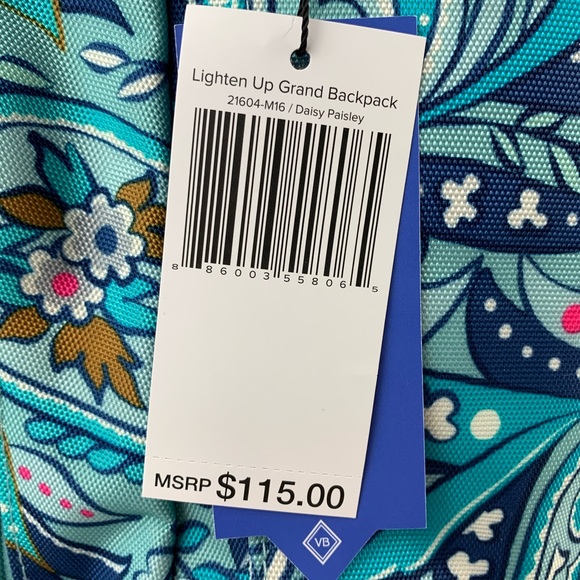 Lighten Up Grand Backpack
21604-M16 / Daisy Paisley
8 86003 55806 5
MSRP $115.00
VB